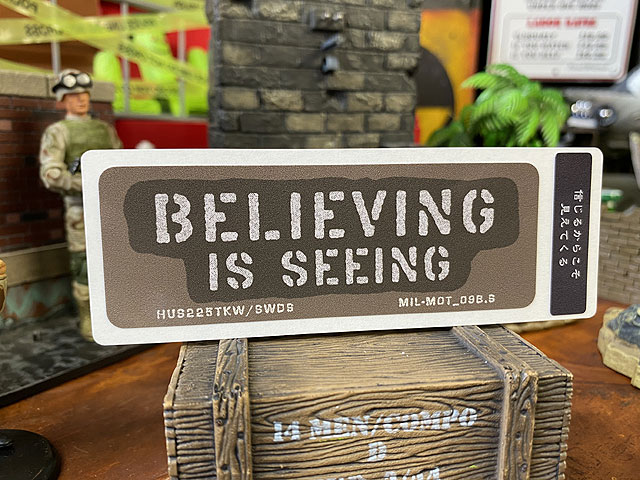 BELIEVING
IS SEEING
HUS225TKW/SWDS
MIL-MOT_09B.S
信じるからこそ
見えてくる
14 MEN/COMPO
D